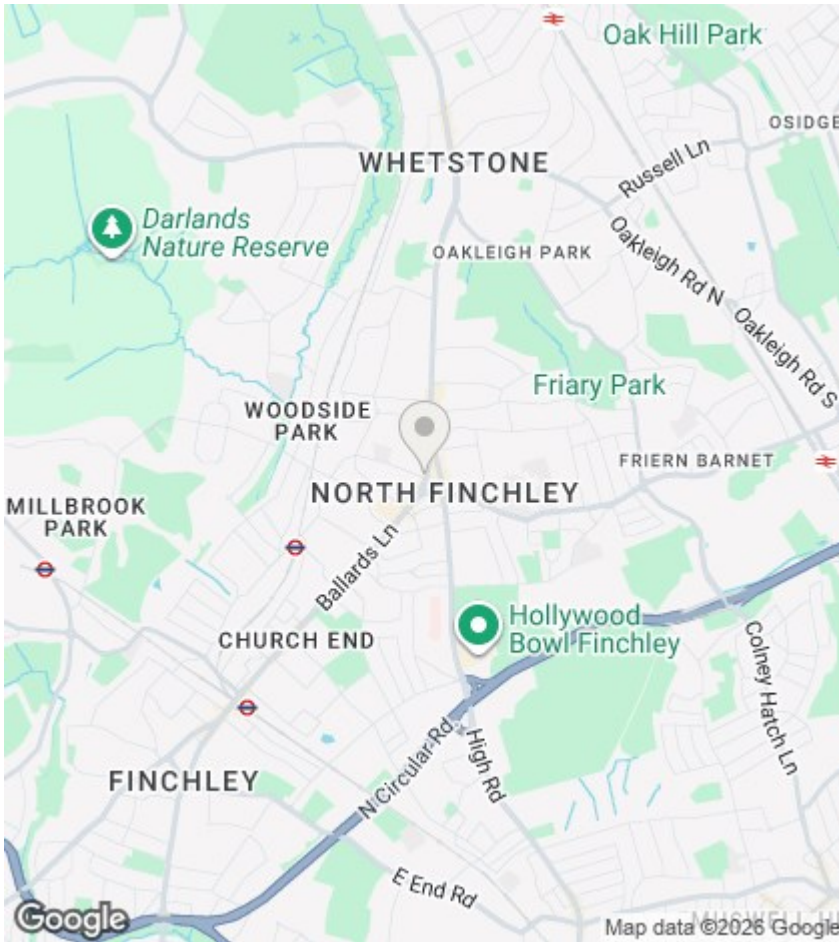 Oak Hill Park
OSIDGE
WHETSTONE
Russell Ln
Darlands
Nature Reserve
OAKLEIGH PARK
Oakleigh Rd N
Oakleigh Rd S
Friary Park
WOODSIDE
PARK
FRIERN BARNET
NORTH FINCHLEY
MILLBROOK
PARK
Ballards Ln
Hollywood
Bowl Finchley
CHURCH END
Colney Hatch Ln
N Circular Rd
High Rd
FINCHLEY
E End Rd
Google
Map data ©2026 Google